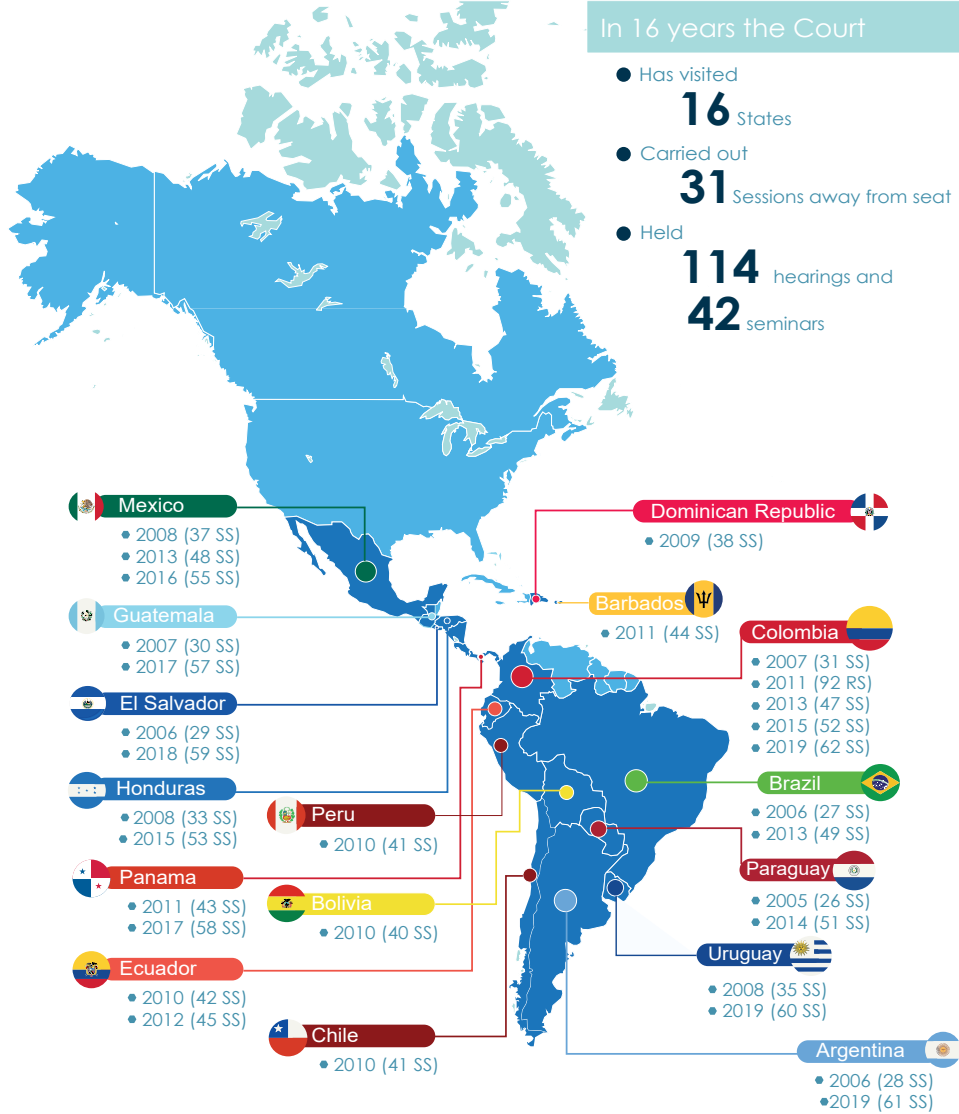 In 16 years the Court
Has visited
16 States
Carried out
31 Sessions away from seat
Held
114 hearings and
42 seminars
Mexico
2008 (37 SS)
2013 (48 SS)
2016 (55 SS)
Dominican Republic
2009 (38 SS)
Guatemala
2007 (30 SS)
2017 (57 SS)
Barbados
2011 (44 SS)
Colombia
2007 (31 SS)
2011 (92 RS)
2013 (47 SS)
2015 (52 SS)
2019 (62 SS)
El Salvador
2006 (29 SS)
2018 (59 SS)
Honduras
2008 (33 SS)
2015 (53 SS)
Peru
2010 (41 SS)
Brazil
2006 (27 SS)
2013 (49 SS)
Panama
2011 (43 SS)
2017 (58 SS)
Bolivia
2010 (40 SS)
Paraguay
2005 (26 SS)
2014 (51 SS)
Ecuador
2010 (42 SS)
2012 (45 SS)
Uruguay
2008 (35 SS)
2019 (60 SS)
Chile
2010 (41 SS)
Argentina
2006 (28 SS)
2019 (61 SS)